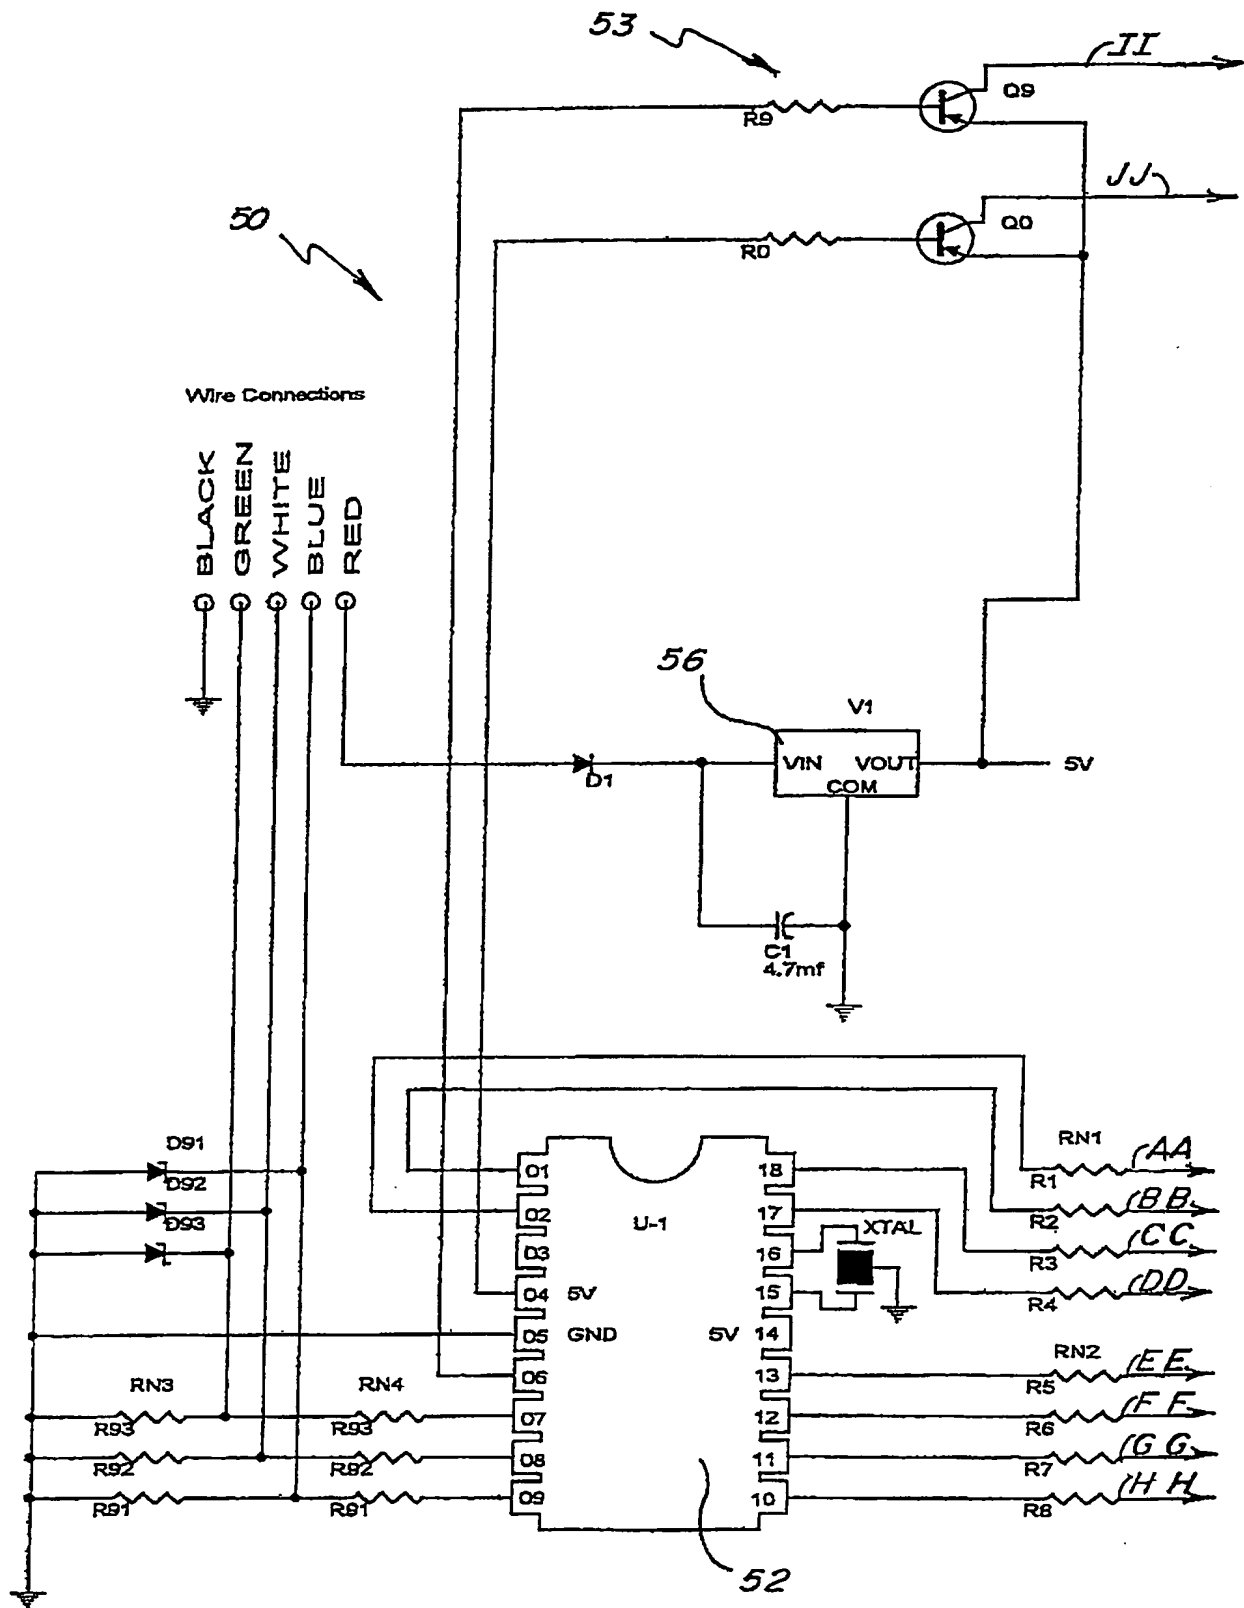 53
II
Q9
R9
JJ
50
Q0
R0
Wire Connections
BLACK
GREEN
WHITE
BLUE
RED
56
V1
VIN VOUT
COM
5V
D1
C1
4.7mf
D91
RN1
AA
01
18
R1
D92
BB
02
U-1
17
R2
D93
XTAL
CC
03
16
R3
DD
04
5V
15
R4
05
GND
5V
14
RN2
EE
RN3
RN4
06
13
R5
FF
R93
R93
07
12
R6
GG
R92
R92
08
11
R7
HH
R91
R91
09
10
R8
52